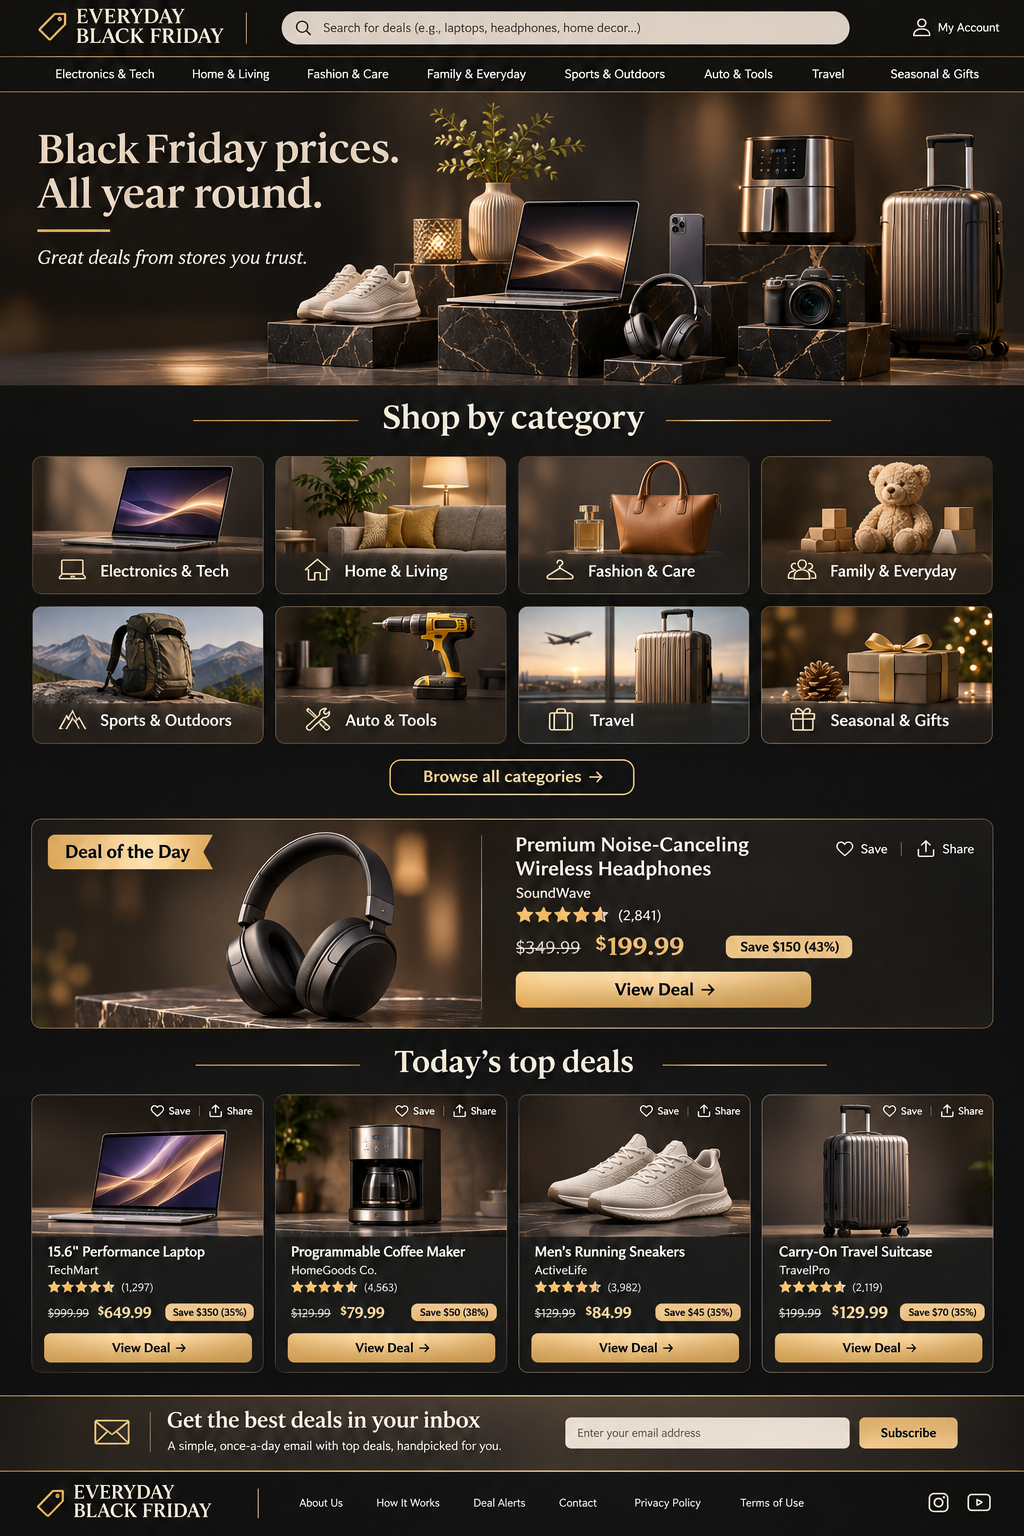 EVERYDAY
BLACK FRIDAY
Search for deals (e.g., laptops, headphones, home decor...)
My Account
Electronics & Tech
Home & Living
Fashion & Care
Family & Everyday
Sports & Outdoors
Auto & Tools
Travel
Seasonal & Gifts
Black Friday prices.
All year round.
Great deals from stores you trust.
Shop by category
Electronics & Tech
Home & Living
Fashion & Care
Family & Everyday
Sports & Outdoors
Auto & Tools
Travel
Seasonal & Gifts
Browse all categories →
Deal of the Day
Premium Noise-Canceling
Wireless Headphones
Save
Share
SoundWave
(2,841)
$349.99 $199.99 Save $150 (43%)
View Deal →
Today's top deals
Save
Share
15.6" Performance Laptop
TechMart
(1,297)
$999.99 $649.99 Save $350 (35%)
View Deal →
Save
Share
Programmable Coffee Maker
HomeGoods Co.
(4,563)
$129.99 $79.99 Save $50 (38%)
View Deal →
Save
Share
Men's Running Sneakers
ActiveLife
(3,982)
$129.99 $84.99 Save $45 (35%)
View Deal →
Save
Share
Carry-On Travel Suitcase
TravelPro
(2,119)
$199.99 $129.99 Save $70 (35%)
View Deal →
Get the best deals in your inbox
A simple, once-a-day email with top deals, handpicked for you.
Enter your email address
Subscribe
EVERYDAY
BLACK FRIDAY
About Us
How It Works
Deal Alerts
Contact
Privacy Policy
Terms of Use